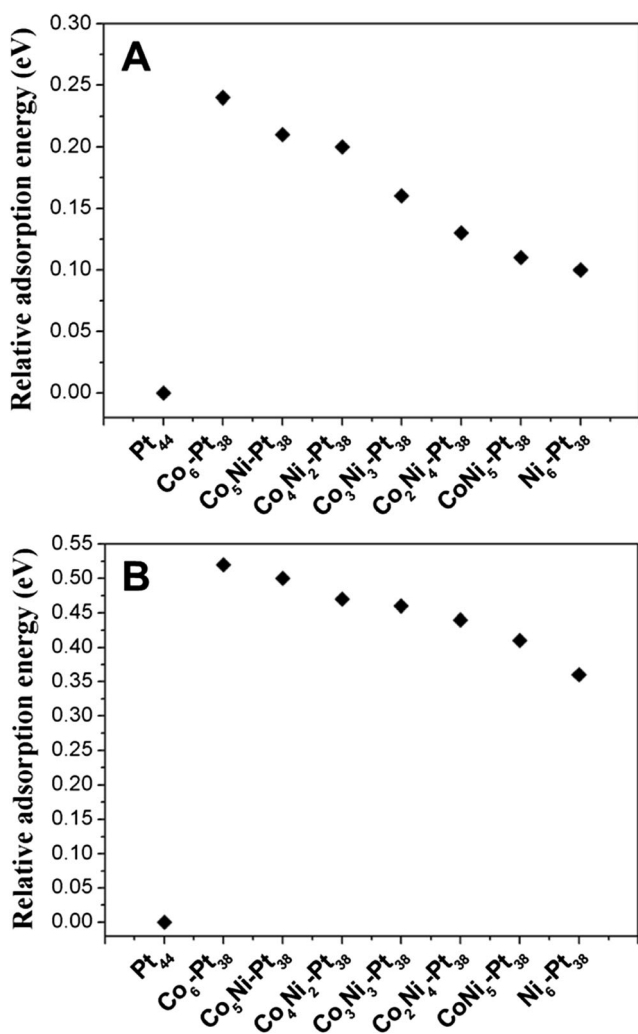 A
Relative adsorption energy (eV)
0.30
0.25
0.20
0.15
0.10
0.05
0.00
Pt₄₄
Co₆-Pt₃₈
Co₅Ni-Pt₃₈
Co₄Ni₂-Pt₃₈
Co₃Ni₃-Pt₃₈
Co₂Ni₄-Pt₃₈
CoNi₅-Pt₃₈
Ni₆-Pt₃₈
B
Relative adsorption energy (eV)
0.55
0.50
0.45
0.40
0.35
0.30
0.25
0.20
0.15
0.10
0.05
0.00
Pt₄₄
Co₆-Pt₃₈
Co₅Ni-Pt₃₈
Co₄Ni₂-Pt₃₈
Co₃Ni₃-Pt₃₈
Co₂Ni₄-Pt₃₈
CoNi₅-Pt₃₈
Ni₆-Pt₃₈